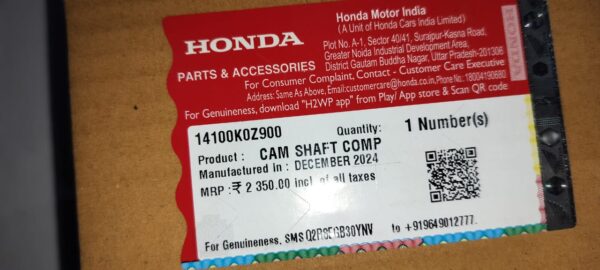 HONDA
PARTS & ACCESSORIES
Honda Motor India
(A Unit of Honda Cars India Limited)
Plot No. A-1, Sector 40/41, Surajpur-Kasna Road,
Greater Noida Industrial Development Area,
District Gautam Buddha Nagar, Uttar Pradesh-201306
For Consumer Complaint, Contact - Customer Care Executive
Address: Same As Above, Email:customercare@honda.co.in,Phone No.: 18004190680
For Genuineness, download "H2WP app" from Play/ App store & Scan QR code
HONDA
14100K0Z900 Quantity: 1 Number(s)
Product : CAM SHAFT COMP
Manufactured in : DECEMBER 2024
MRP : ₹ 2 350.00 incl. of all taxes
For Genuineness, SMS to +919649012777.